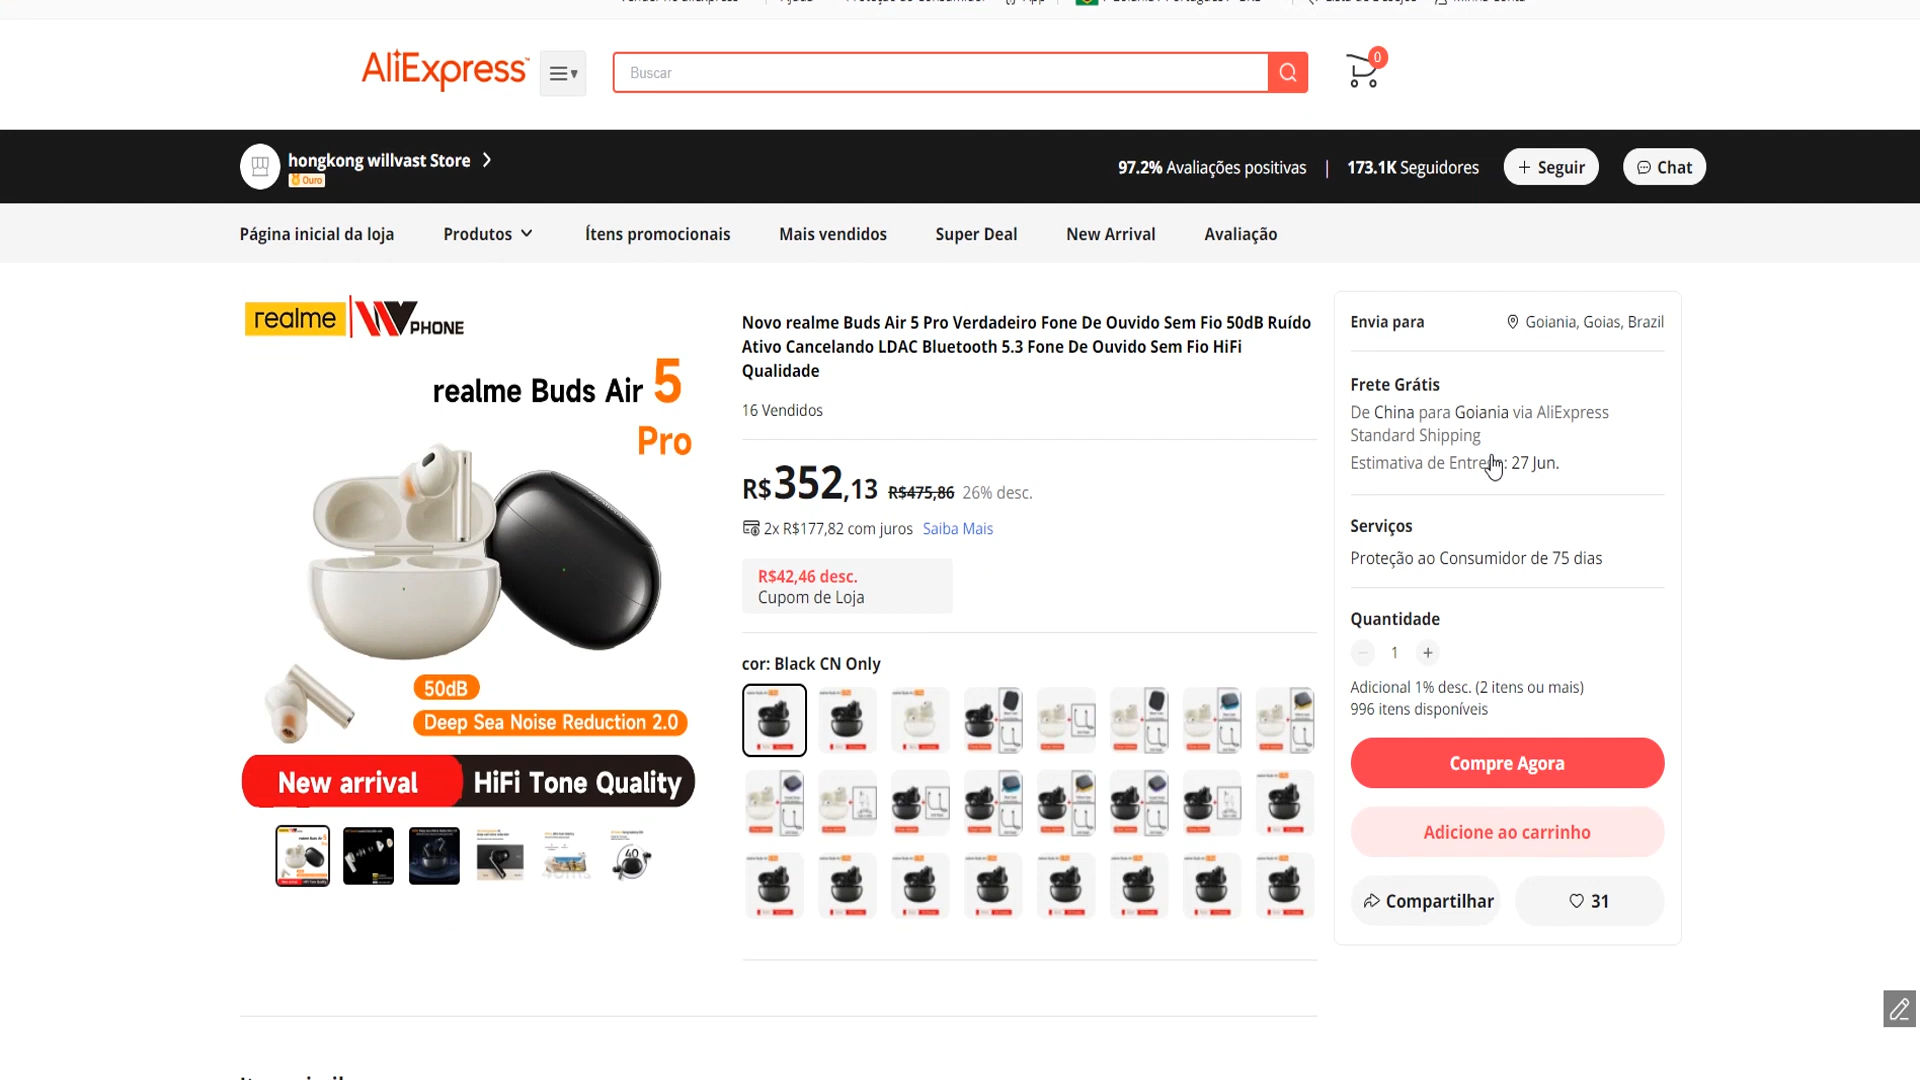 AliExpress
Buscar
0
hongkong willvast Store
Ouro
97.2% Avaliações positivas | 173.1K Seguidores
+ Seguir
Chat
Página inicial da loja
Produtos
Ítens promocionais
Mais vendidos
Super Deal
New Arrival
Avaliação
realme
PHONE
realme Buds Air 5
Pro
50dB
Deep Sea Noise Reduction 2.0
New arrival
HiFi Tone Quality
Novo realme Buds Air 5 Pro Verdadeiro Fone De Ouvido Sem Fio 50dB Ruído
Ativo Cancelando LDAC Bluetooth 5.3 Fone De Ouvido Sem Fio HiFi
Qualidade
16 Vendidos
R$352,13 R$475,86 26% desc.
2x R$177,82 com juros Saiba Mais
R$42,46 desc.
Cupom de Loja
cor: Black CN Only
Envia para
Goiania, Goias, Brazil
Frete Grátis
De China para Goiania via AliExpress
Standard Shipping
Estimativa de : 27 Jun.
Serviços
Proteção ao Consumidor de 75 dias
Quantidade
− 1 +
Adicional 1% desc. (2 itens ou mais)
996 itens disponíveis
Compre Agora
Adicione ao carrinho
Compartilhar
31